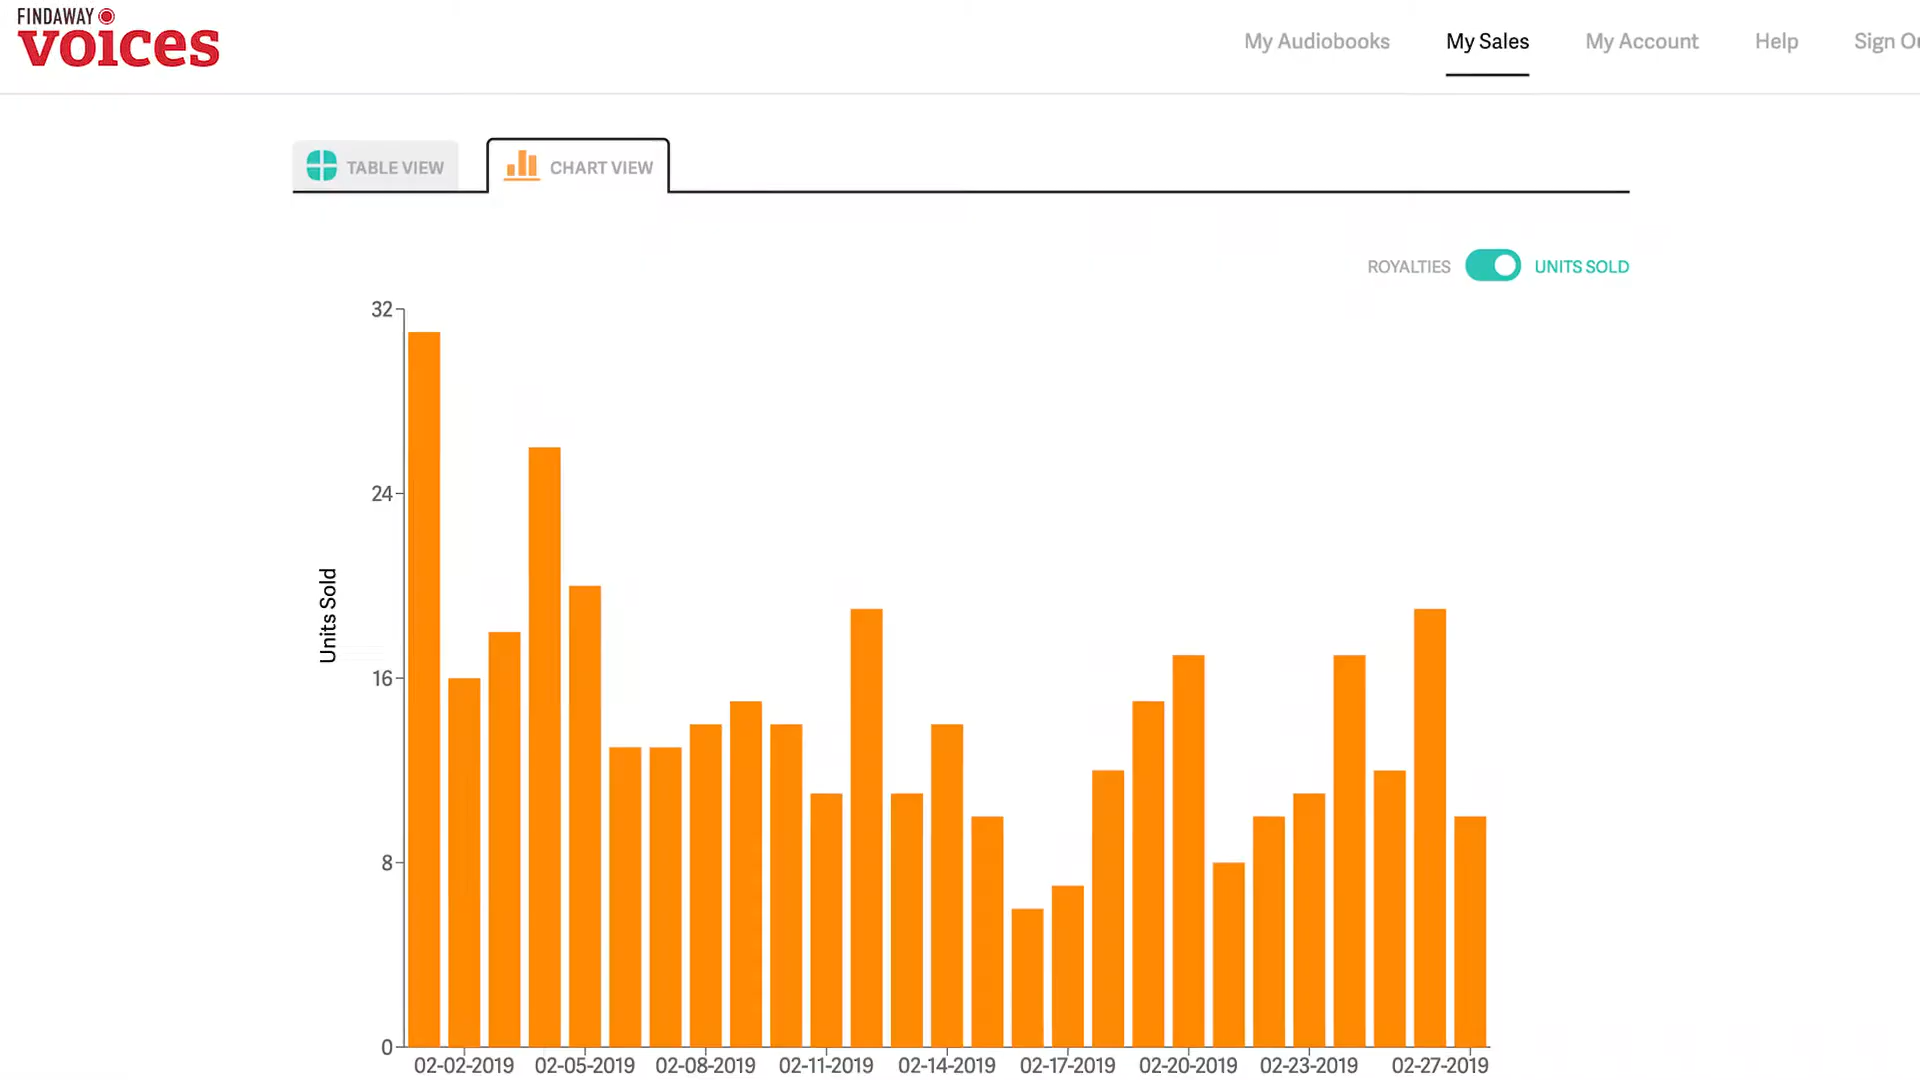 FINDAWAY
voices
My Audiobooks
My Sales
My Account
Help
Sign Ou
TABLE VIEW
CHART VIEW
ROYALTIES
UNITS SOLD
32
24
16
8
0
Units Sold
02-02-2019
02-05-2019
02-08-2019
02-11-2019
02-14-2019
02-17-2019
02-20-2019
02-23-2019
02-27-2019